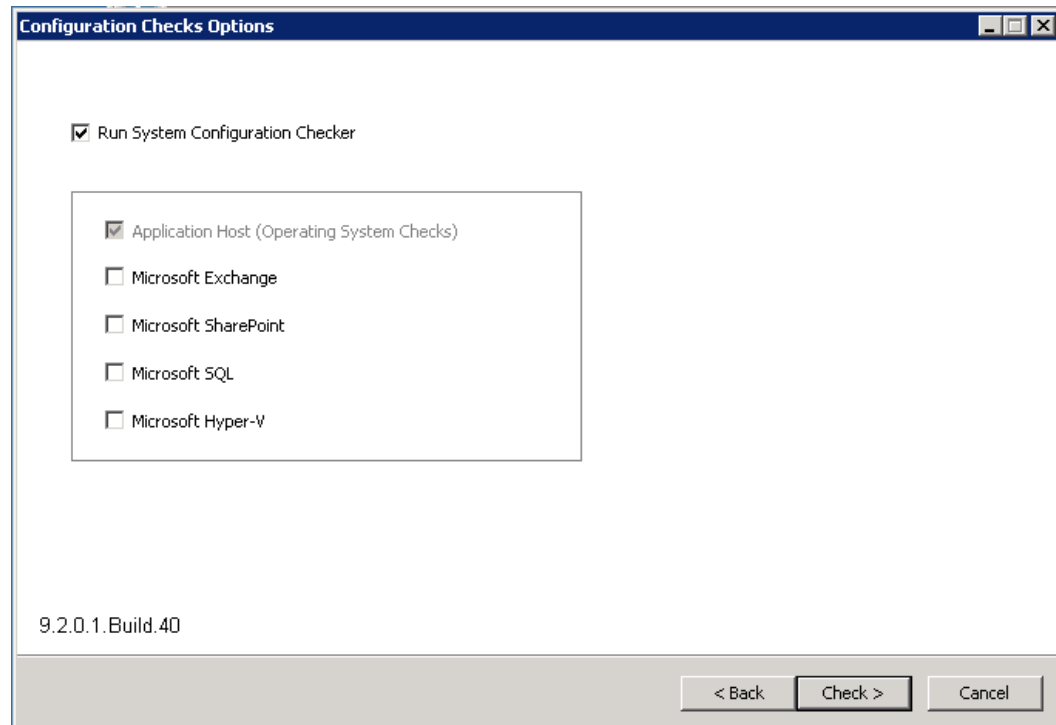 Configuration Checks Options
Run System Configuration Checker
Application Host (Operating System Checks)
Microsoft Exchange
Microsoft SharePoint
Microsoft SQL
Microsoft Hyper-V
9.2.0.1.Build.40
< Back Check > Cancel